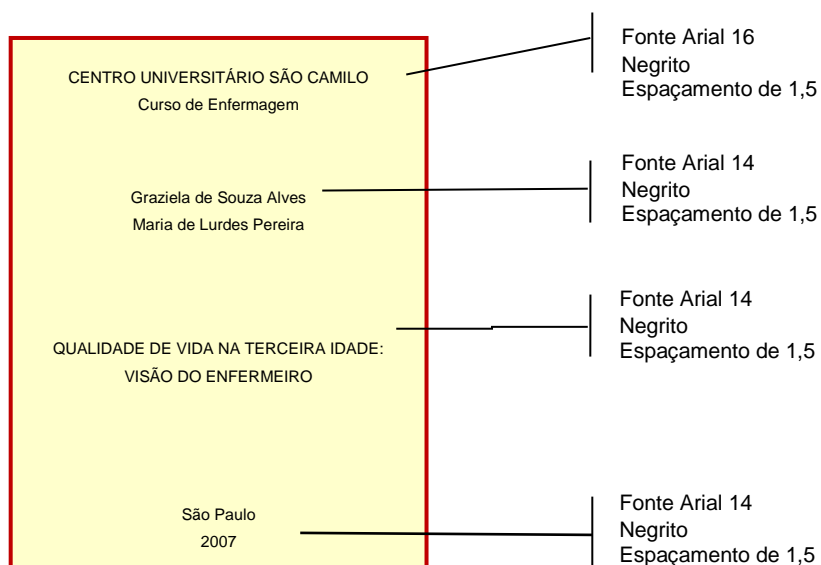 CENTRO UNIVERSITÁRIO SÃO CAMILO
Curso de Enfermagem
Fonte Arial 16
Negrito
Espaçamento de 1,5
Graziela de Souza Alves
Maria de Lurdes Pereira
Fonte Arial 14
Negrito
Espaçamento de 1,5
QUALIDADE DE VIDA NA TERCEIRA IDADE:
VISÃO DO ENFERMEIRO
Fonte Arial 14
Negrito
Espaçamento de 1,5
São Paulo
2007
Fonte Arial 14
Negrito
Espaçamento de 1,5